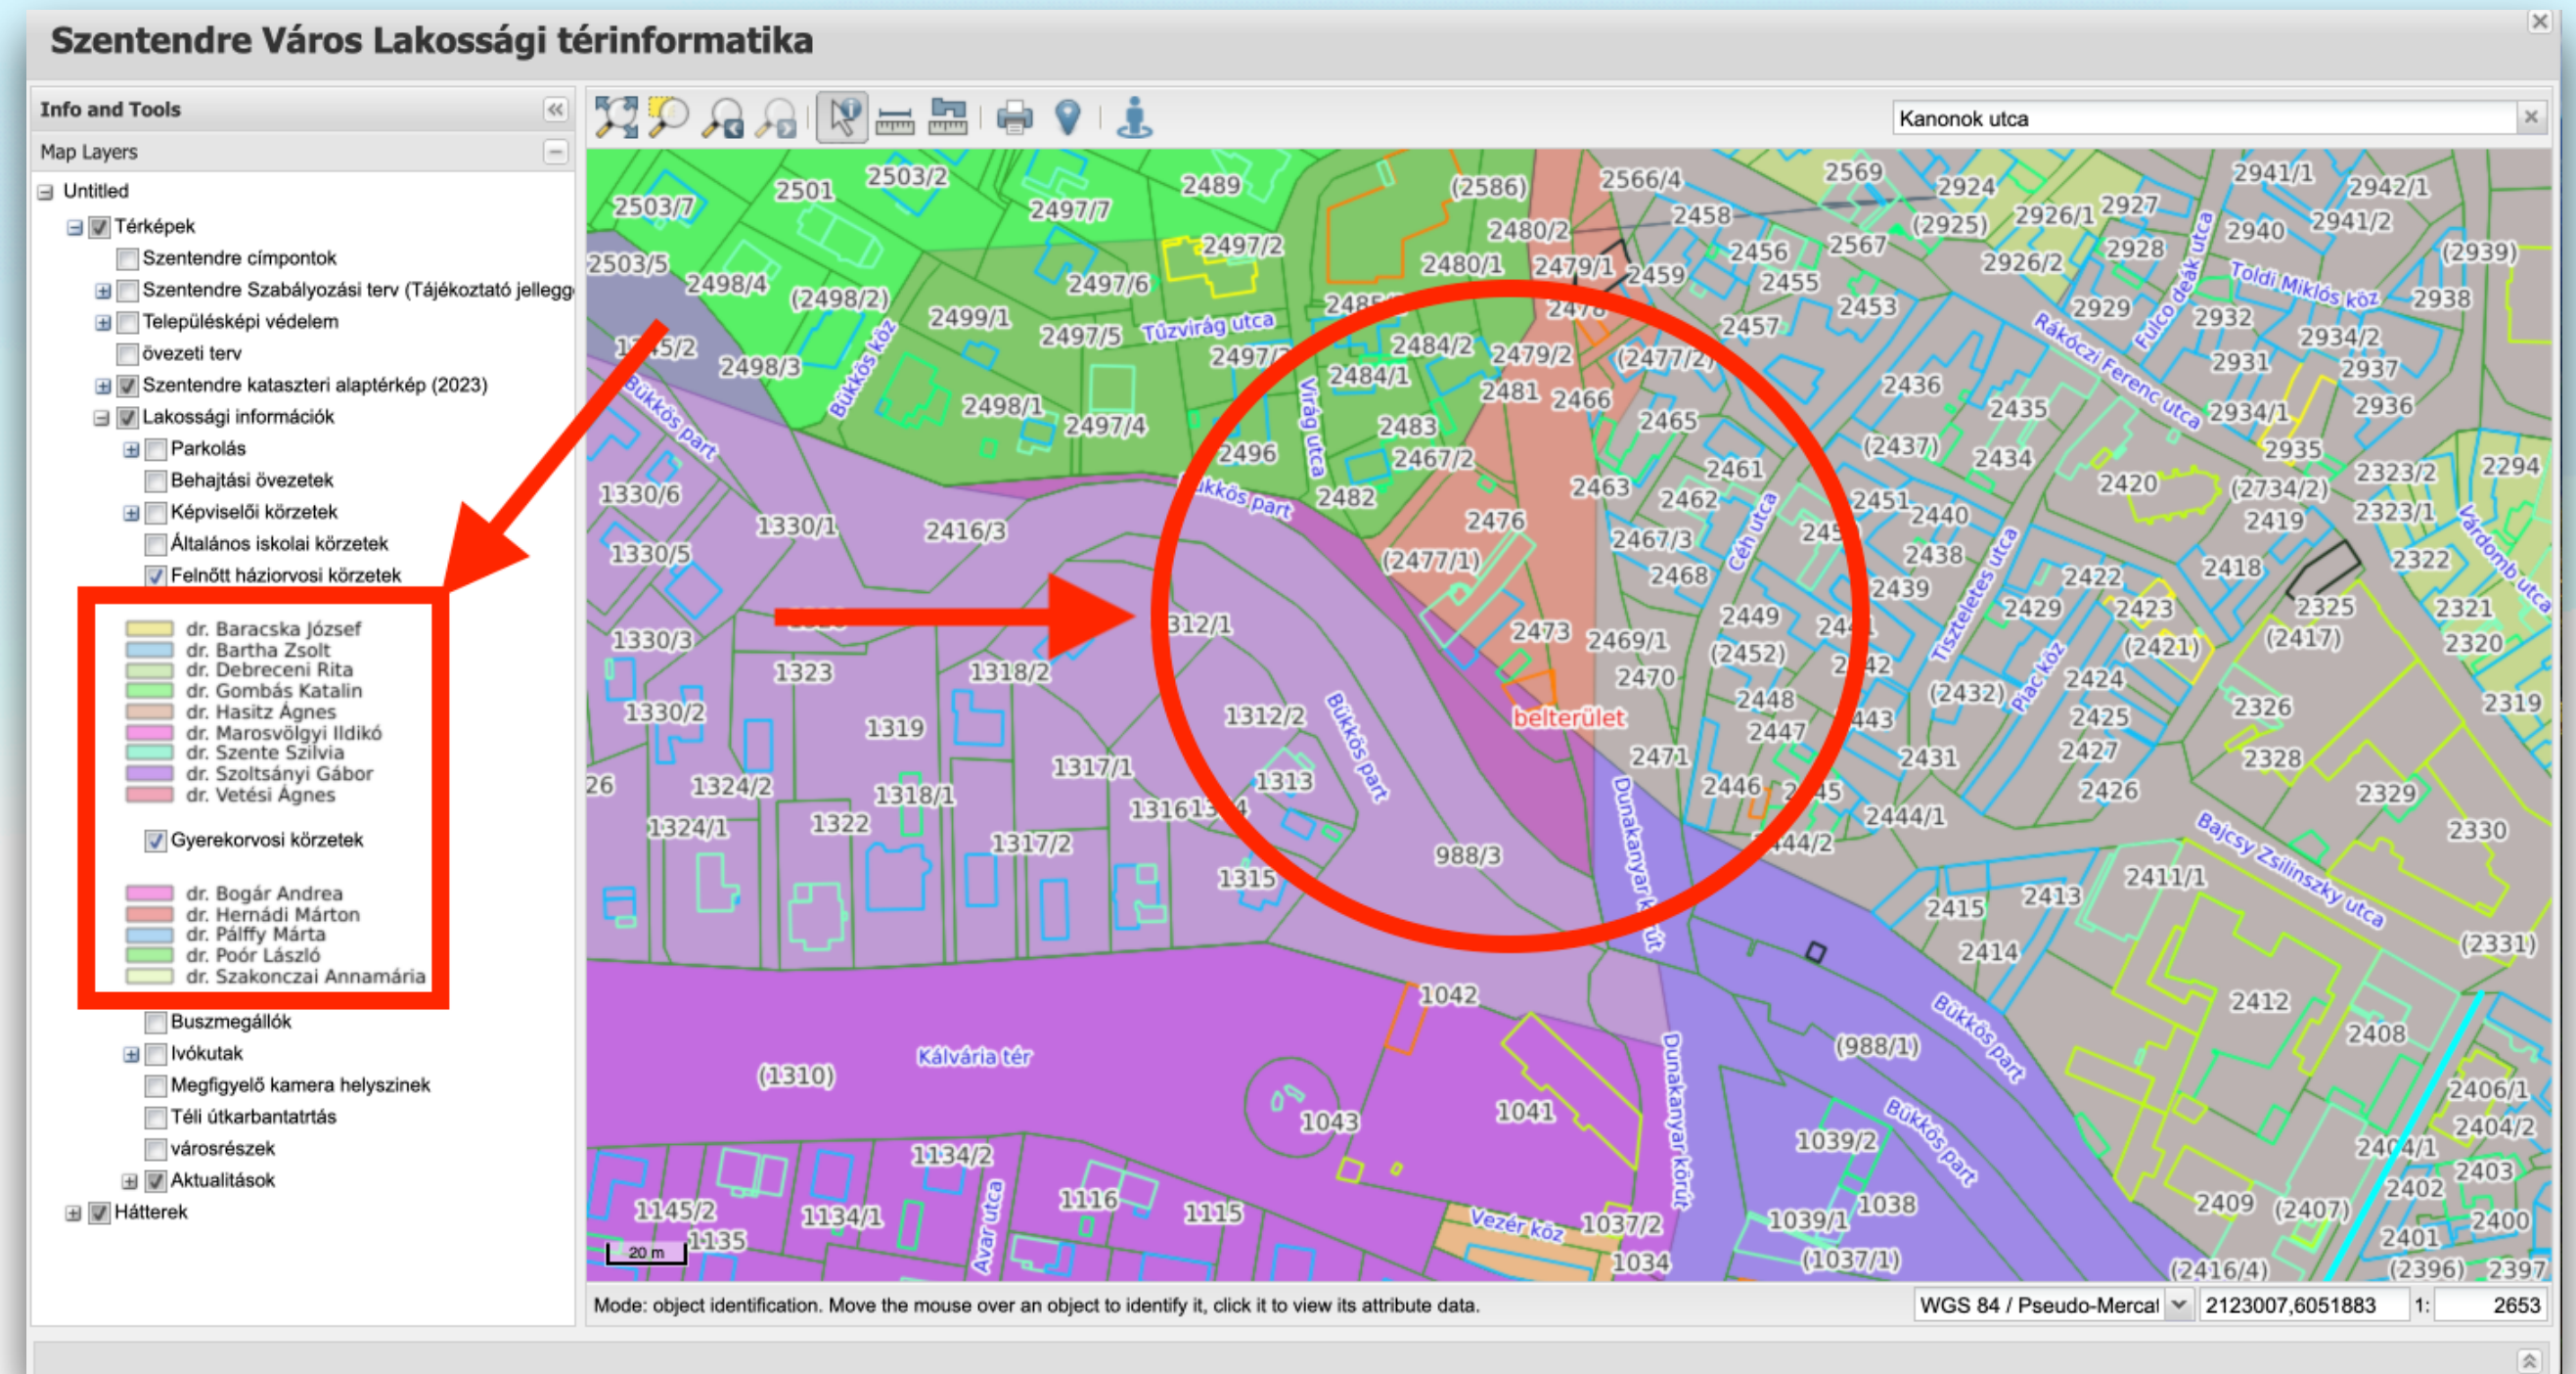 Szentendre Város Lakossági térinformatika
Info and Tools
Map Layers
Untitled
Térképek
Szentendre címpontok
Szentendre Szabályozási terv (Tájékoztató jellegg
Településképi védelem
övezeti terv
Szentendre kataszteri alaptérkép (2023)
Lakossági információk
Parkolás
Behajtási övezetek
Képviselői körzetek
Általános iskolai körzetek
Felnőtt háziorvosi körzetek
dr. Baracska József
dr. Bartha Zsolt
dr. Debreceni Rita
dr. Gombás Katalin
dr. Hasitz Ágnes
dr. Marosvölgyi Ildikó
dr. Szente Szilvia
dr. Szoltsányi Gábor
dr. Vetési Ágnes
Gyerekorvosi körzetek
dr. Bogár Andrea
dr. Hernádi Márton
dr. Pálffy Márta
dr. Poór László
dr. Szakonczai Annamária
Buszmegállók
Ivókutak
Megfigyelő kamera helyszinek
Téli útkarbantatrtás
városrészek
Aktualitások
Hátterek
Kanonok utca
2503/7
2501
2503/2
2497/7
2489
(2586)
2566/4
2569
2924
2941/1
2942/1
2503/5
2498/4
(2498/2)
2497/6
2497/2
2480/2
2480/1
2479/1
2459
2458
2456
2455
2567
(2925)
2926/1
2927
2926/2
2928
2940
2941/2
(2939)
Fulco deák utca
Toldi Miklós köz
2938
2498/3
Bükkös köz
2499/1
2497/5
Tűzvirág utca
2484/2
2479/2
(2477/2)
2457
2453
2929
2932
2934/2
2931
2937
Rákóczi Ferenc utca
Bükkös part
2498/1
2497/4
2484/1
Virág utca
2481
2466
2465
2436
2435
2934/1
2936
2935
2483
2467/2
2496
2482
2463
2461
2462
(2437)
2434
2420
(2734/2)
2419
2323/2
2294
2323/1
Várdomb utca
1330/6
1330/1
2416/3
2476
(2477/1)
2467/3
2468
Céh utca
2451
2440
2438
2439
Tiszteletes utca
2422
2418
2322
1330/5
1330/3
1323
1318/2
2473
2469/1
2470
2449
(2452)
2448
2447
(2432)
Piac köz
2429
2423
(2421)
2424
2325
(2417)
2321
2320
2319
1330/2
1319
1312/2
Bükkös part
belterület
2471
2431
2425
2427
2426
2326
2328
1324/2
1318/1
1317/1
1316
1313
2446
2444/1
2329
2330
1324/1
1322
1317/2
1315
988/3
Dunakanyar körút
2415
2413
2414
2411/1
Bajcsy Zsilinszky utca
(2331)
1042
Kálvária tér
(1310)
1043
1041
Dunakanyar körút
(988/1)
Bükkös part
2412
2408
2406/1
2404/2
2404/1
2403
2402
1134/2
1145/2
1135
1134/1
Avar utca
1116
1115
Vezér köz
1037/2
1034
1039/2
1038
1039/1
(1037/1)
Bükkös part
2409
(2407)
2400
2401
(2416/4)
(2396)
2397
20 m
Mode: object identification. Move the mouse over an object to identify it, click it to view its attribute data.
WGS 84 / Pseudo-Mercat
2123007,6051883
1:
2653